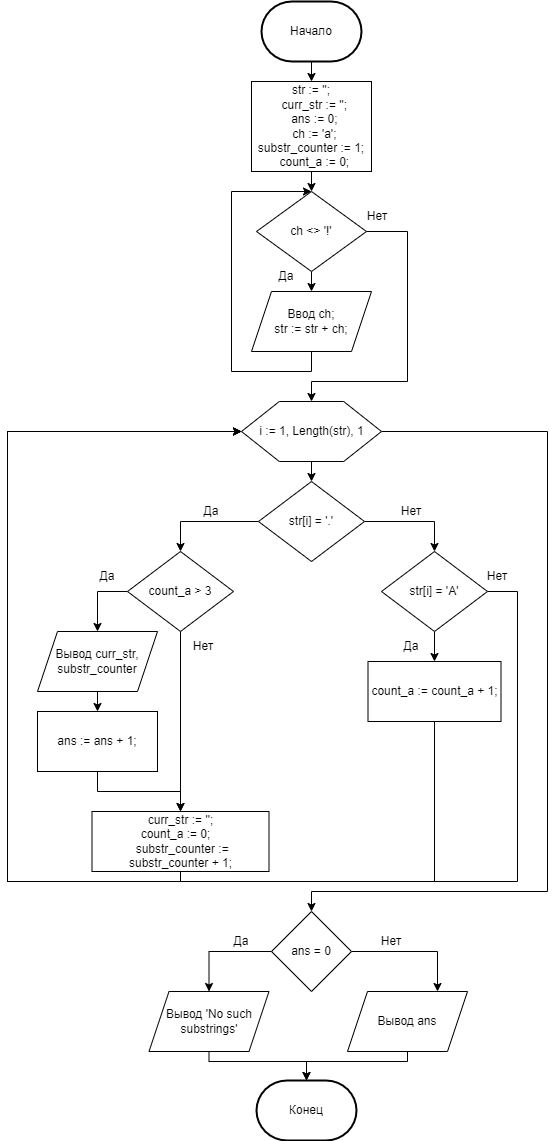 Начало
str := '';
curr_str := '';
ans := 0;
ch := 'a';
substr_counter := 1;
count_a := 0;
ch <> '!'
Нет
Да
Ввод ch;
str := str + ch;
i := 1, Length(str), 1
str[i] = '.'
Да
Нет
count_a > 3
Да
Нет
str[i] = 'A'
Нет
Да
Вывод curr_str,
substr_counter
count_a := count_a + 1;
ans := ans + 1;
curr_str := '';
count_a := 0;
substr_counter :=
substr_counter + 1;
ans = 0
Да
Нет
Вывод 'No such
substrings'
Вывод ans
Конец